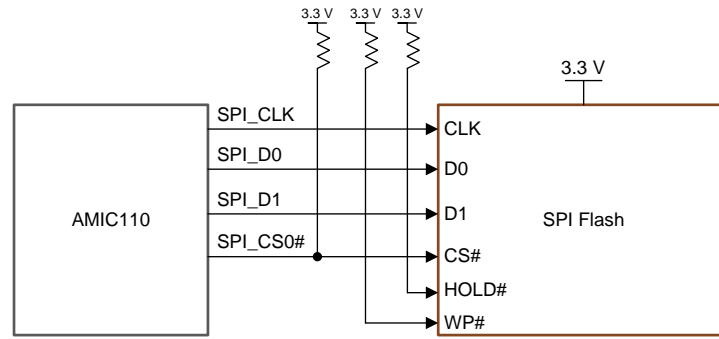 3.3 V 3.3 V 3.3 V
3.3 V
SPI_CLK
CLK
SPI_D0
D0
SPI_D1
D1
AMIC110
SPI Flash
SPI_CS0#
CS#
HOLD#
WP#